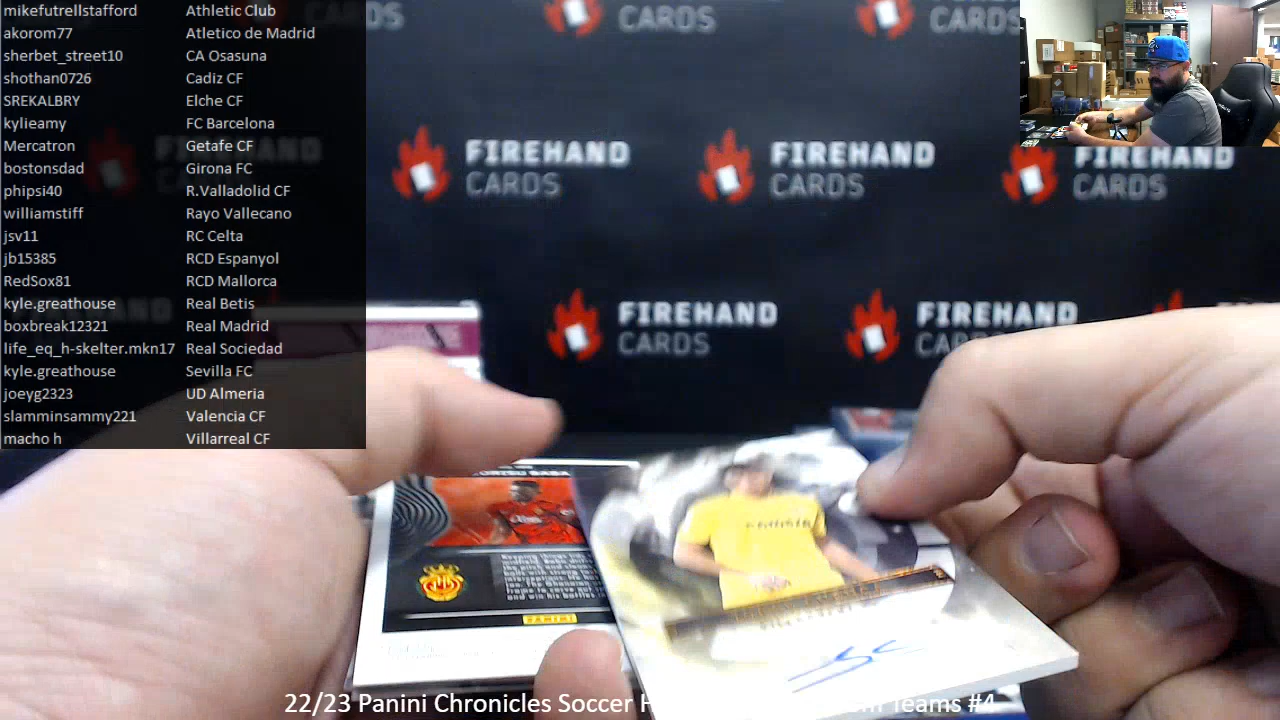 mikefutrellstafford Athletic Club
akorom77 Atletico de Madrid
sherbet_street10 CA Osasuna
shothan0726 Cadiz CF
SREKALBRY Elche CF
kylieamy FC Barcelona
Mercatron Getafe CF
bostonsdad Girona FC
phipsi40 R.Valladolid CF
williamstiff Rayo Vallecano
jsv11 RC Celta
jb15385 RCD Espanyol
RedSox81 RCD Mallorca
kyle.greathouse Real Betis
boxbreak12321 Real Madrid
life_eq_h-skelter.mkn17 Real Sociedad
kyle.greathouse Sevilla FC
joeyg2323 UD Almeria
slamminsammy221 Valencia CF
macho h Villarreal CF
CARDS
CARDS
FIREHAND
CARDS
FIREHAND
CARDS
FIREHAND
CARDS
FIREHAND
CARDS
FIREHAND
CARDS
BABA
PANINI
22/23 Panini Chronicles Soccer Teams #4